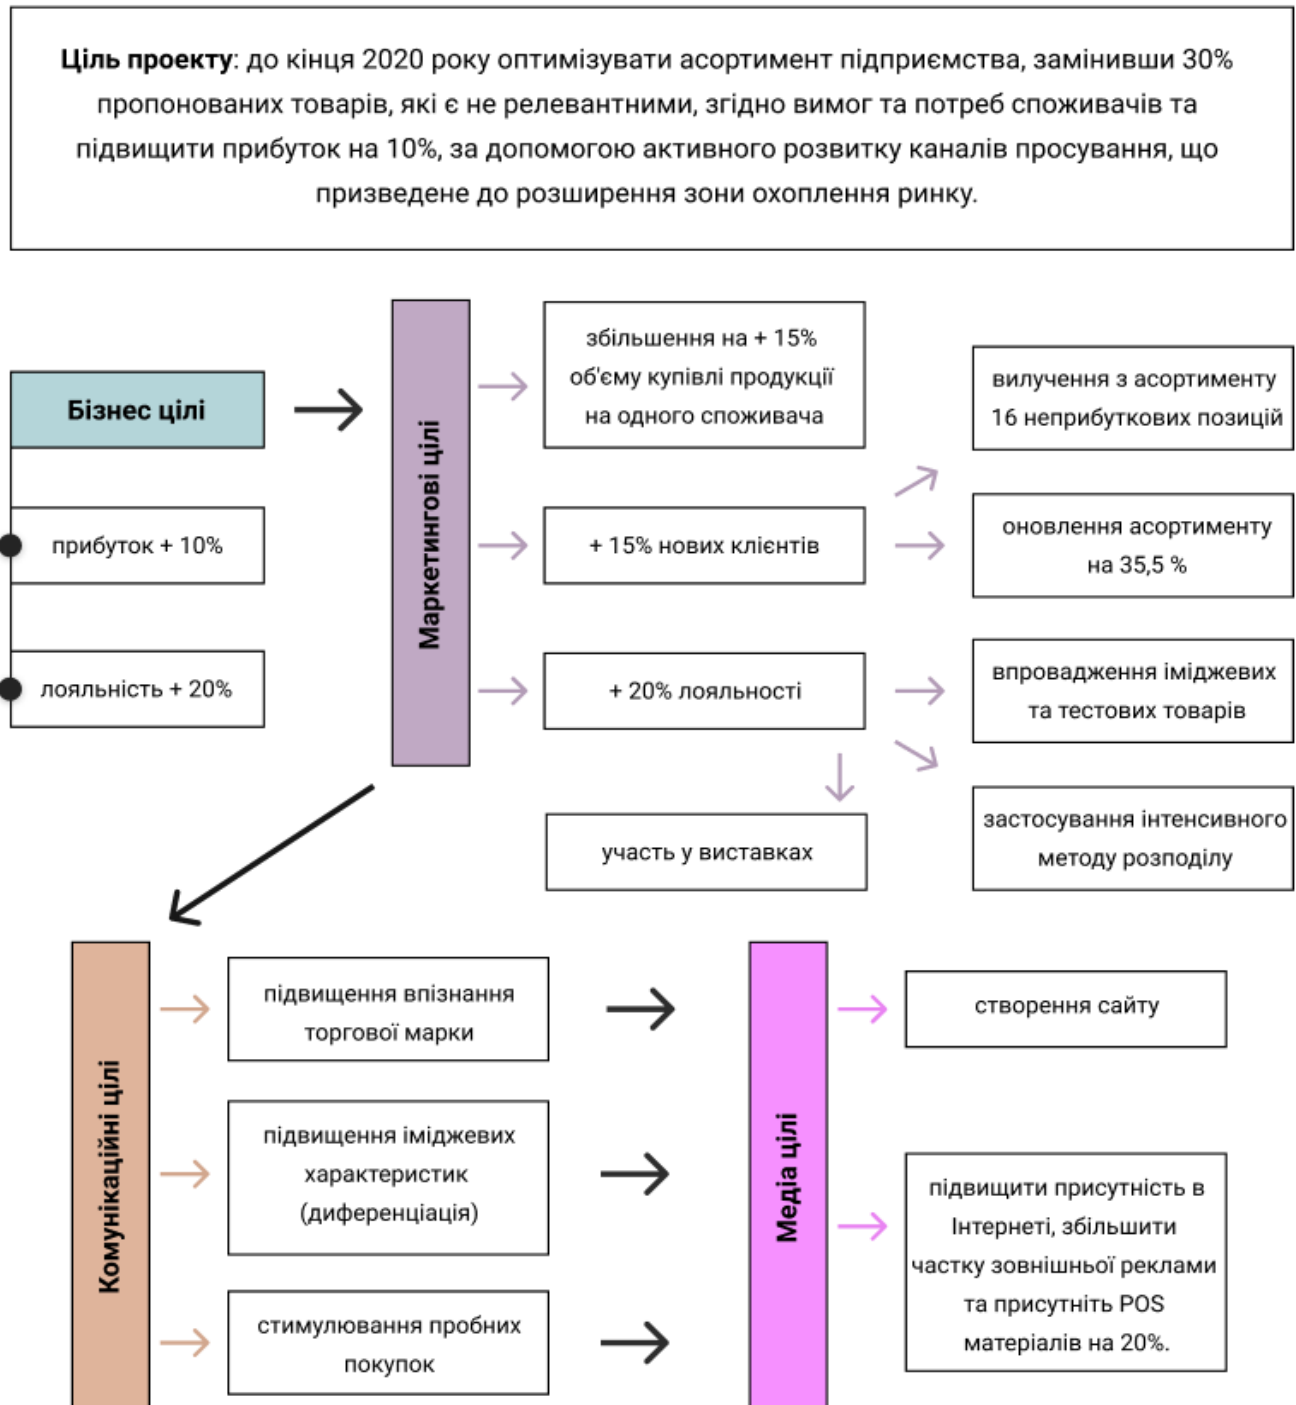 Ціль проекту: до кінця 2020 року оптимізувати асортимент підприємства, замінивши 30%
пропонованих товарів, які є не релевантними, згідно вимог та потреб споживачів та
підвищити прибуток на 10%, за допомогою активного розвитку каналів просування, що
призведене до розширення зони охоплення ринку.
Бізнес цілі
прибуток + 10%
лояльність + 20%
Маркетингові цілі
збільшення на + 15%
об'єму купівлі продукції
на одного споживача
+ 15% нових клієнтів
+ 20% лояльності
участь у виставках
вилучення з асортименту
16 неприбуткових позицій
оновлення асортименту
на 35,5 %
впровадження іміджевих
та тестових товарів
застосування інтенсивного
методу розподілу
Комунікаційні цілі
підвищення впізнання
торгової марки
підвищення іміджевих
характеристик
(диференціація)
стимулювання пробних
покупок
Медіа цілі
створення сайту
підвищити присутність в
Інтернеті, збільшити
частку зовнішньої реклами
та присутніть POS
матеріалів на 20%.